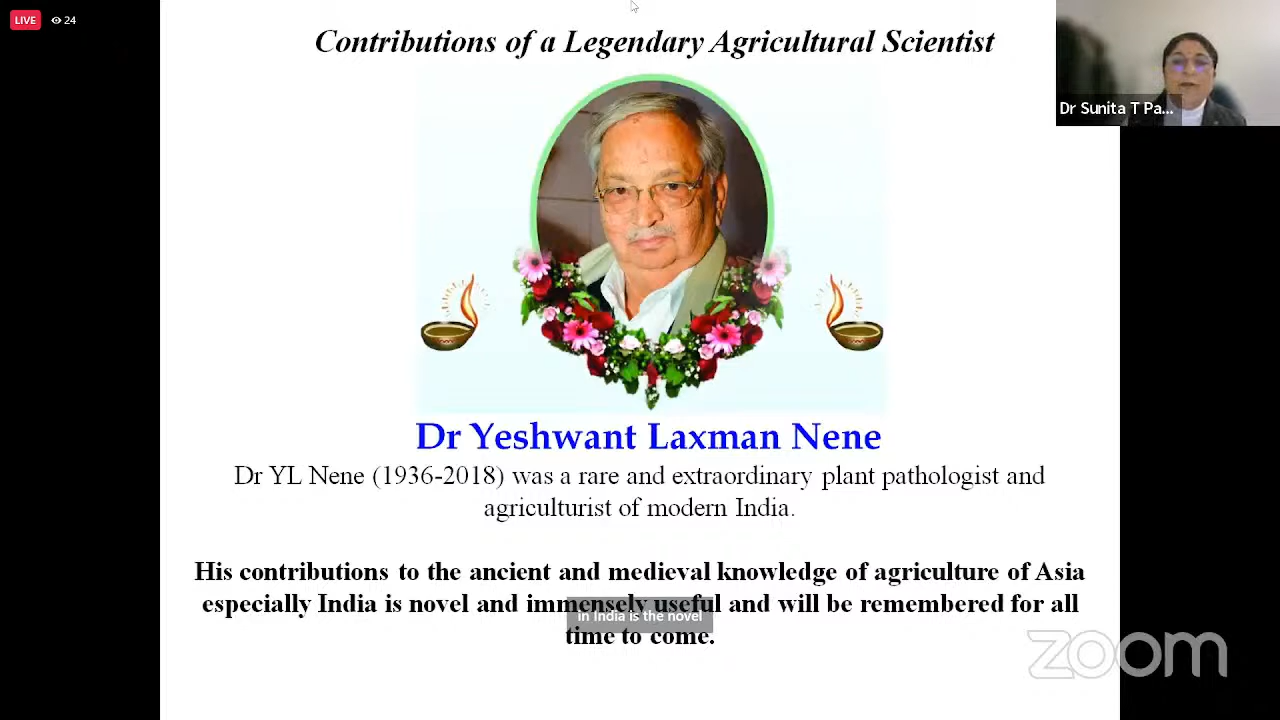 LIVE 24
Contributions of a Legendary Agricultural Scientist
Dr Sunita T Pa...
Dr Yeshwant Laxman Nene
Dr YL Nene (1936-2018) was a rare and extraordinary plant pathologist and
agriculturist of modern India.
His contributions to the ancient and medieval knowledge of agriculture of Asia
especially India is novel and immensely useful and will be remembered for all
in India is the novel
time to come.
zoom